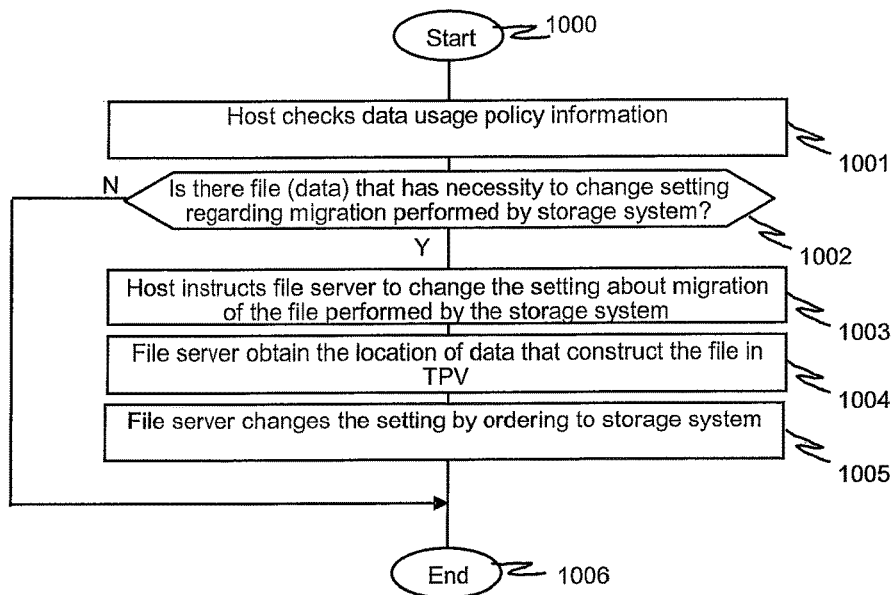 Start
1000
Host checks data usage policy information
1001
N
Is there file (data) that has necessity to change setting
regarding migration performed by storage system?
1002
Y
Host instructs file server to change the setting about migration
of the file performed by the storage system
1003
File server obtain the location of data that construct the file in
TPV
1004
File server changes the setting by ordering to storage system
1005
End
1006